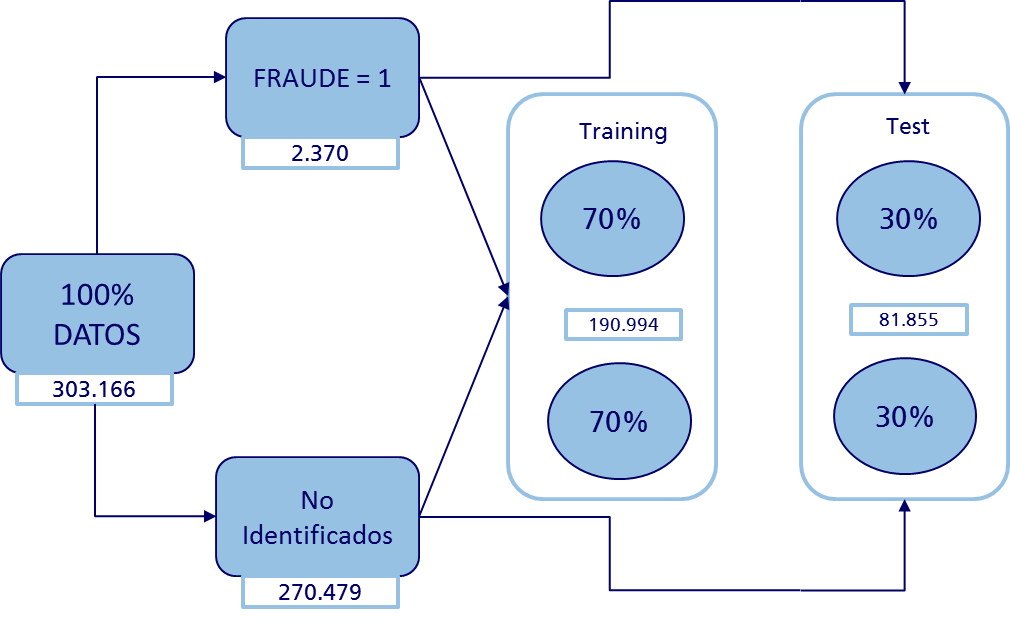 FRAUDE = 1
2.370
100%
DATOS
303.166
No
Identificados
270.479
Training
70%
190.994
70%
Test
30%
81.855
30%